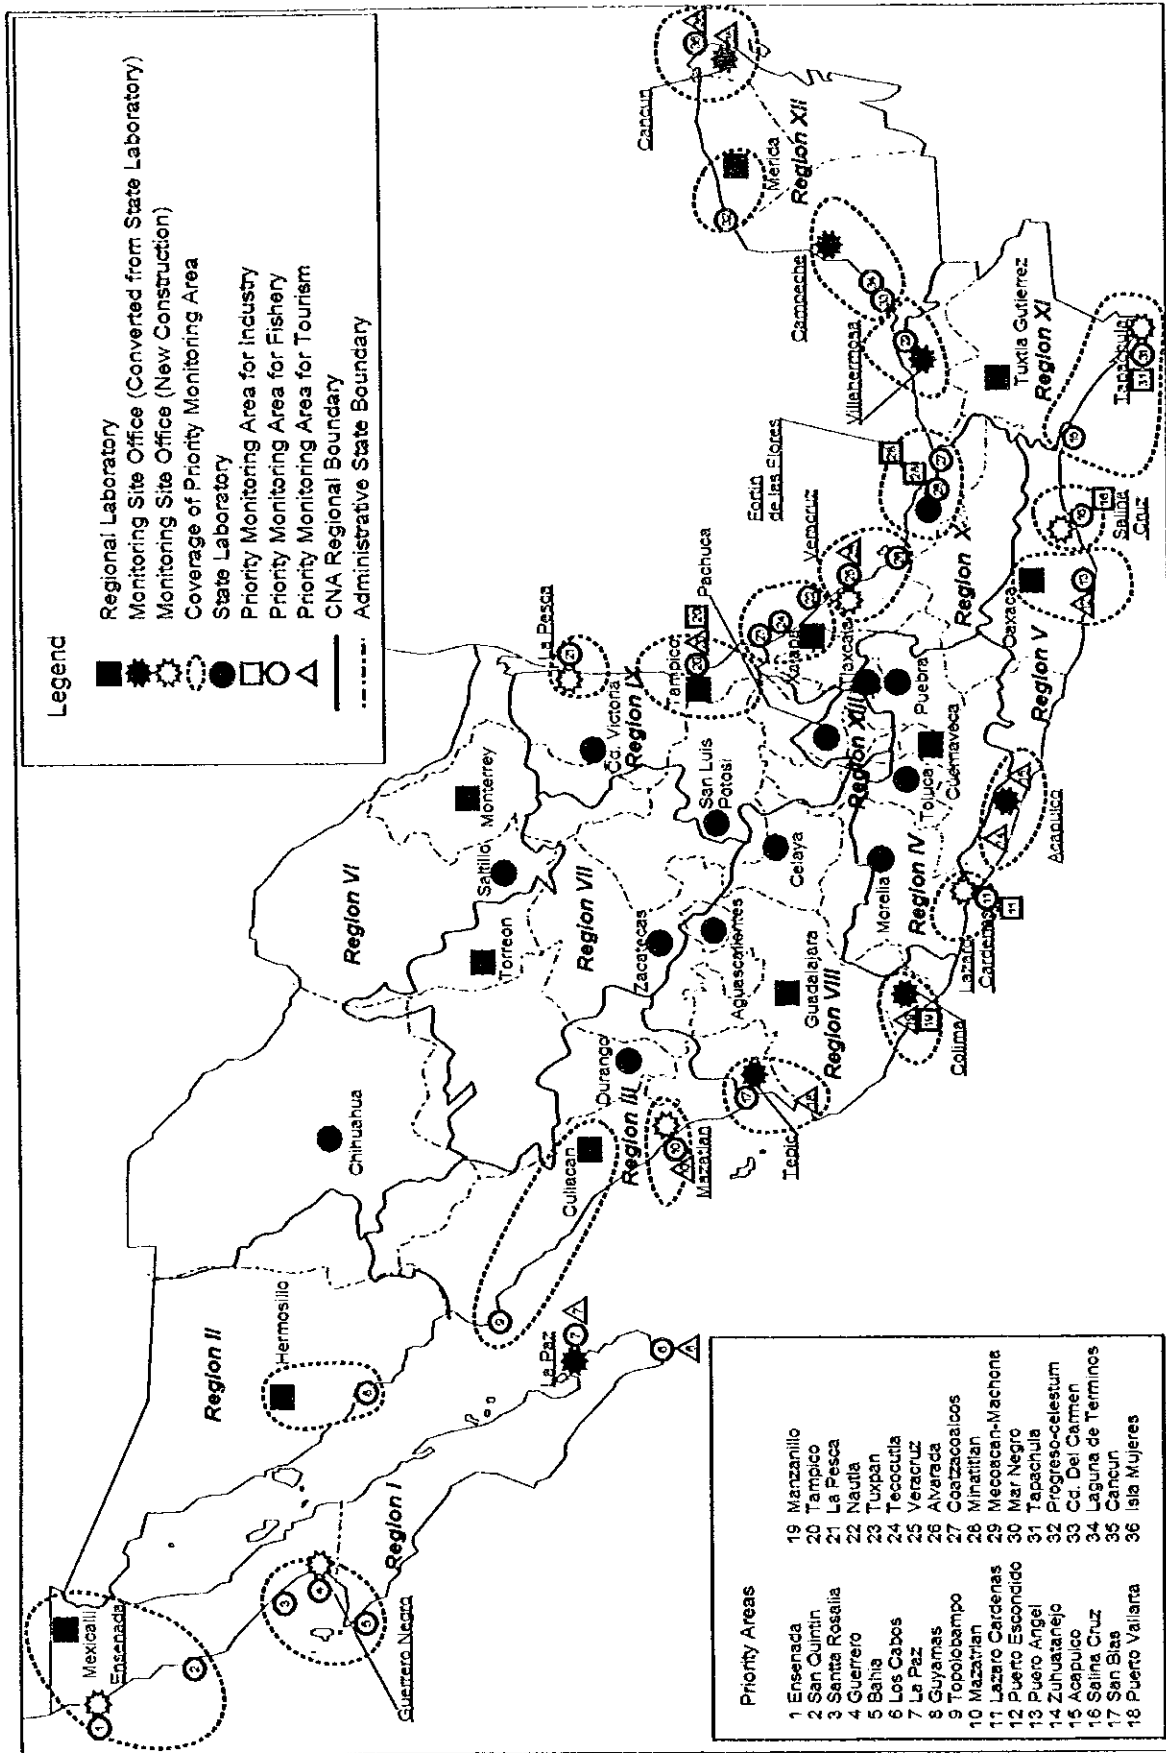 Legend
Regional Laboratory
Monitoring Site Office (Converted from State Laboratory)
Monitoring Site Office (New Construction)
Coverage of Priority Monitoring Area
State Laboratory
Priority Monitoring Area for Industry
Priority Monitoring Area for Fishery
Priority Monitoring Area for Tourism
CNA Regional Boundary
Administrative State Boundary
Mexicali
Ensenada
Guerrero Negro
Region I
Region II
Hermosillo
La Paz
Chihuahua
Culiacan
Region III
Durango
Mazatlan
Tepic
Region VI
Torreon
Saltillo
Monterrey
Region VII
Zacatecas
Aguascalientes
San Luis
Potosi
Cd. Victoria
Region IX
La Pesca
Tampico
Guadalajara
Region VIII
Colima
Celaya
Morelia
Region IV
Lazaro
Cardenas
Toluca
Cuernaveca
Region XIII
Pachuca
Tlaxcala
Puebra
Xalapa
Veracruz
Acapulco
Region V
Oaxaca
Region X
Fortin
de las Flores
Salina
Cruz
Villehermosa
Tuxtla Gutierrez
Region XI
Tapachula
Campeche
Merida
Region XII
Cancun
Priority Areas
1 Ensenada
2 San Quintin
3 Santta Rosalia
4 Guerrero
5 Bahia
6 Los Cabos
7 La Paz
8 Guyamas
9 Topolobampo
10 Mazatrlan
11 Lazaro Cardenas
12 Puerto Escondido
13 Puero Angel
14 Zuhuatanejo
15 Acapulco
16 Salina Cruz
17 San Blas
18 Puerto Vallarta
19 Manzanillo
20 Tampico
21 La Pesca
22 Nautla
23 Tuxpan
24 Tecocutla
25 Veracruz
26 Alvarada
27 Coatzacoalcos
28 Minatitlan
29 Mecoacan-Machona
30 Mar Negro
31 Tapachula
32 Progreso-celestum
33 Cd. Del Carmen
34 Laguna de Terminos
35 Cancun
36 Isla Mujeres